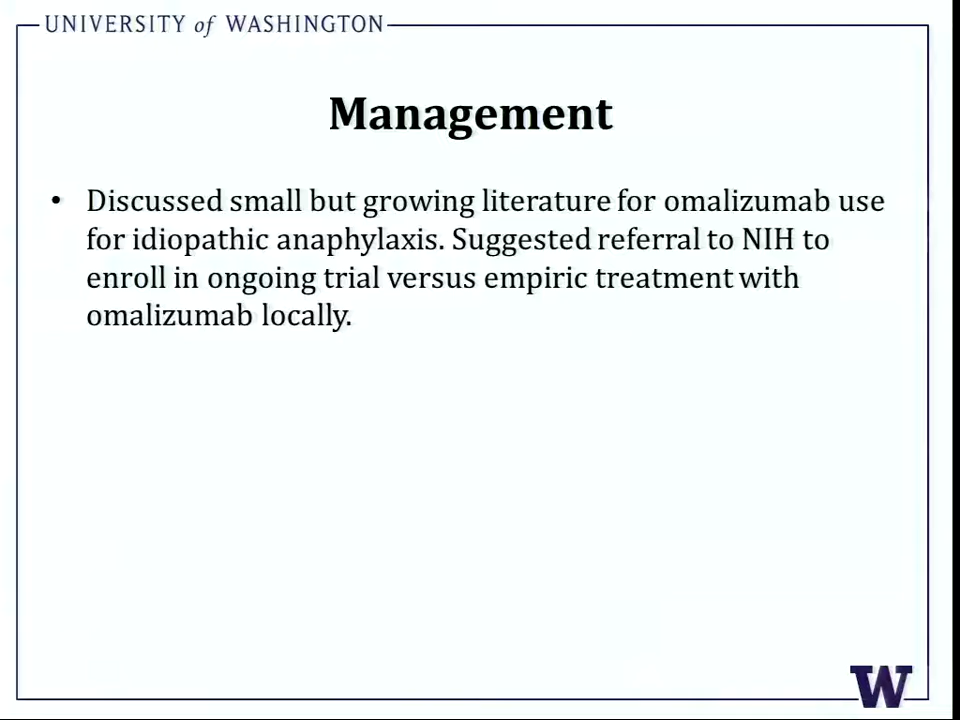 UNIVERSITY of WASHINGTON
Management
• Discussed small but growing literature for omalizumab use
for idiopathic anaphylaxis. Suggested referral to NIH to
enroll in ongoing trial versus empiric treatment with
omalizumab locally.
W